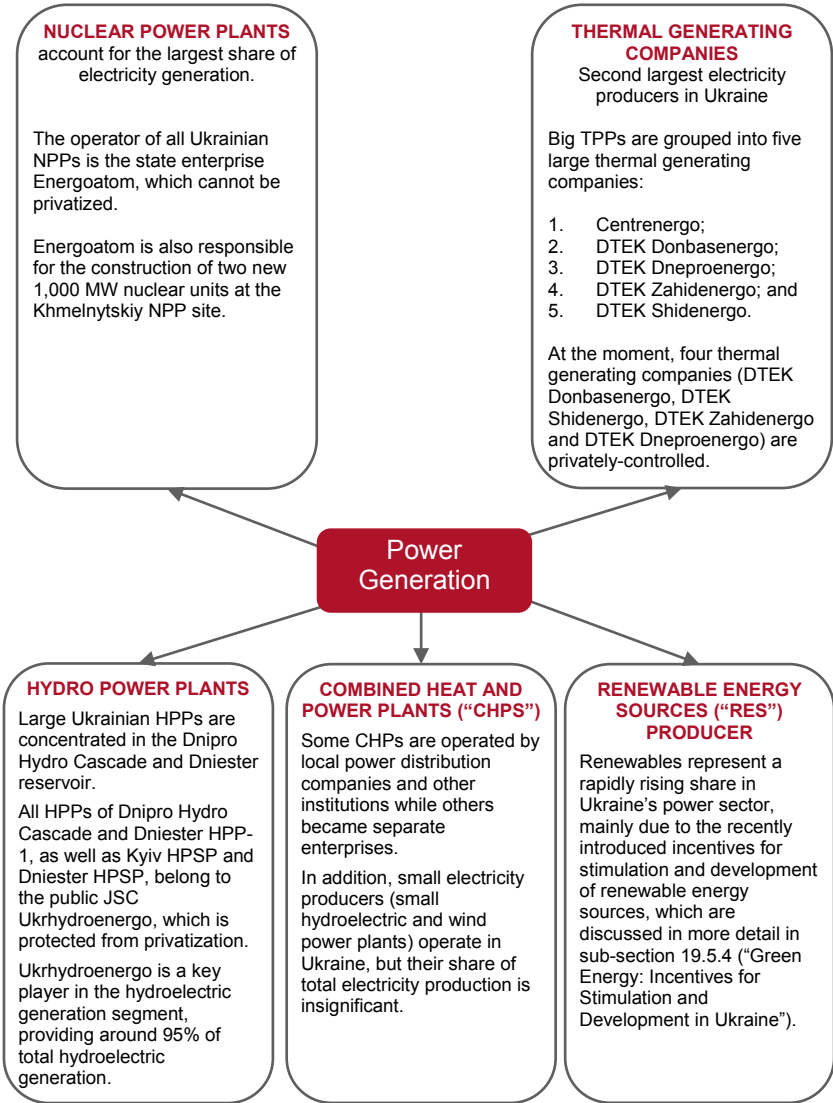 NUCLEAR POWER PLANTS
account for the largest share of
electricity generation.
The operator of all Ukrainian
NPPs is the state enterprise
Energoatom, which cannot be
privatized.
Energoatom is also responsible
for the construction of two new
1,000 MW nuclear units at the
Khmelnytskiy NPP site.
THERMAL GENERATING
COMPANIES
Second largest electricity
producers in Ukraine
Big TPPs are grouped into five
large thermal generating
companies:
1. Centrenergo;
2. DTEK Donbasenergo;
3. DTEK Dneproenergo;
4. DTEK Zahidenergo; and
5. DTEK Shidenergo.
At the moment, four thermal
generating companies (DTEK
Donbasenergo, DTEK
Shidenergo, DTEK Zahidenergo
and DTEK Dneproenergo) are
privately-controlled.
Power
Generation
HYDRO POWER PLANTS
Large Ukrainian HPPs are
concentrated in the Dnipro
Hydro Cascade and Dniester
reservoir.
All HPPs of Dnipro Hydro
Cascade and Dniester HPP-
1, as well as Kyiv HPSP and
Dniester HPSP, belong to
the public JSC
Ukrhydroenergo, which is
protected from privatization.
Ukrhydroenergo is a key
player in the hydroelectric
generation segment,
providing around 95% of
total hydroelectric
generation.
COMBINED HEAT AND
POWER PLANTS (“CHPS”)
Some CHPs are operated by
local power distribution
companies and other
institutions while others
became separate
enterprises.
In addition, small electricity
producers (small
hydroelectric and wind
power plants) operate in
Ukraine, but their share of
total electricity production is
insignificant.
RENEWABLE ENERGY
SOURCES (“RES”)
PRODUCER
Renewables represent a
rapidly rising share in
Ukraine’s power sector,
mainly due to the recently
introduced incentives for
stimulation and development
of renewable energy
sources, which are
discussed in more detail in
sub-section 19.5.4 (“Green
Energy: Incentives for
Stimulation and
Development in Ukraine”).